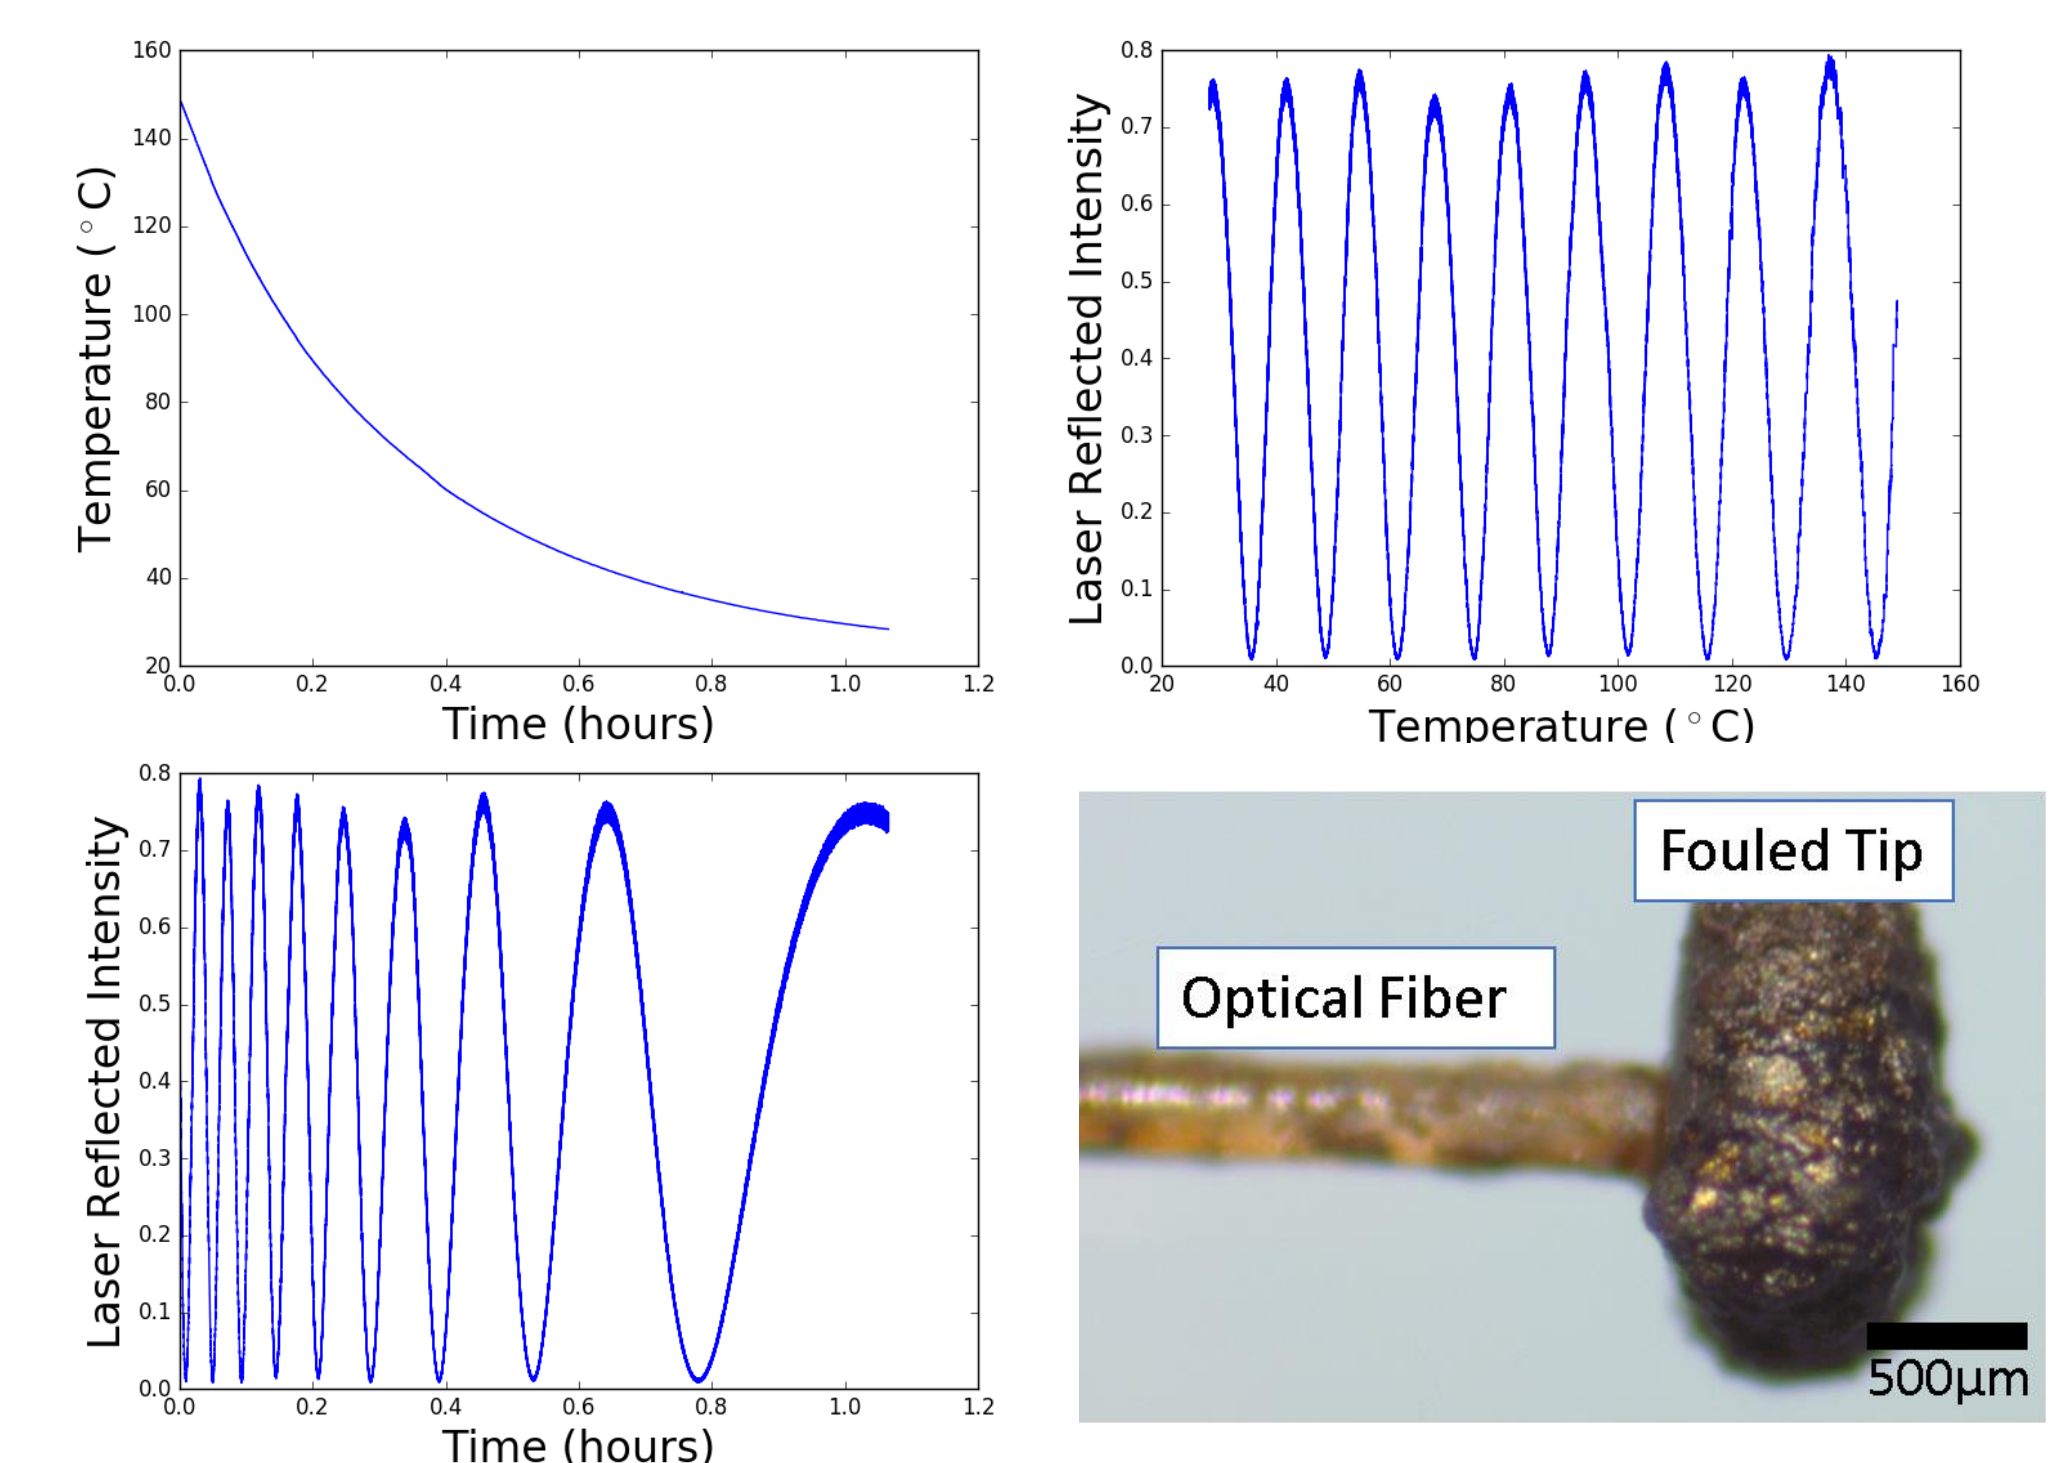 160
140
120
100
80
60
40
20
Temperature (°C)
0.0 0.2 0.4 0.6 0.8 1.0 1.2
Time (hours)
0.8
0.7
0.6
0.5
0.4
0.3
0.2
0.1
0.0
Laser Reflected Intensity
20 40 60 80 100 120 140 160
Temperature (°C)
0.8
0.7
0.6
0.5
0.4
0.3
0.2
0.1
0.0
Laser Reflected Intensity
0.0 0.2 0.4 0.6 0.8 1.0 1.2
Time (hours)
Fouled Tip
Optical Fiber
500µm